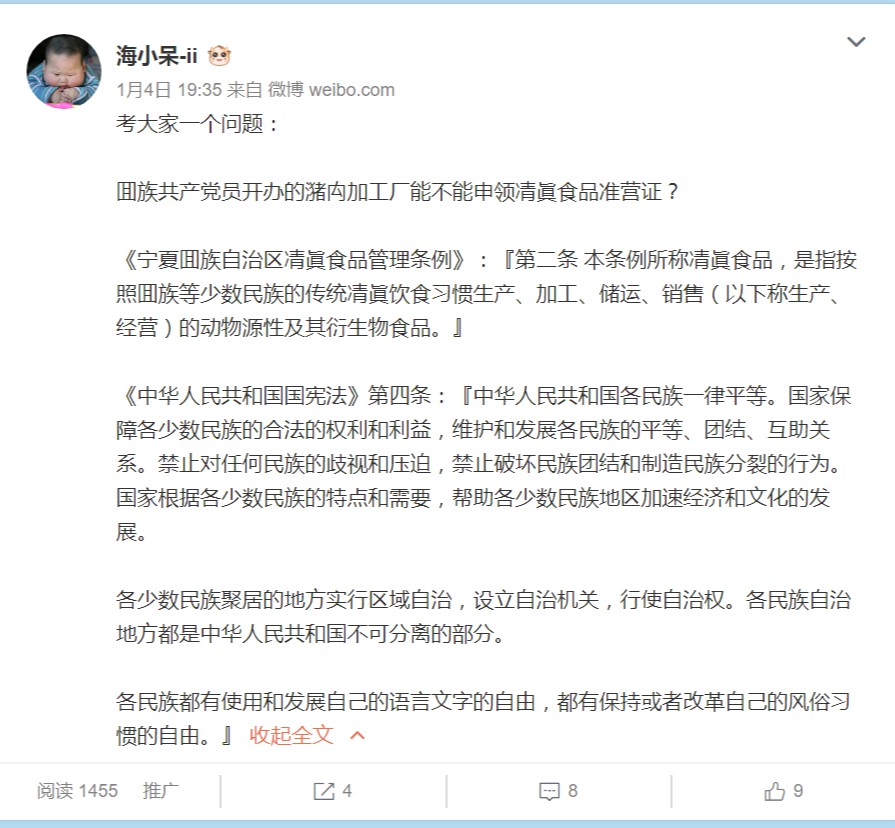 海小呆-ii
1月4日 19:35 来自 微博 weibo.com
考大家一个问题：
囬族共产党员开办的潴禸加工厂能不能申领凊眞食品准营证？
《宁夏囬族自治区凊眞食品管理条例》：『第二条 本条例所称凊眞食品，是指按
照囬族等少数民族的传统凊眞饮食习惯生产、加工、储运、销售（以下称生产、
经营）的动物源性及其衍生物食品。』
《中华人民共和国国宪法》第四条：『中华人民共和国各民族一律平等。国家保
障各少数民族的合法的权利和利益，维护和发展各民族的平等、团结、互助关
系。禁止对任何民族的歧视和压迫，禁止破坏民族团结和制造民族分裂的行为。
国家根据各少数民族的特点和需要，帮助各少数民族地区加速经济和文化的发
展。
各少数民族聚居的地方实行区域自治，设立自治机关，行使自治权。各民族自治
地方都是中华人民共和国不可分离的部分。
各民族都有使用和发展自己的语言文字的自由，都有保持或者改革自己的风俗习
惯的自由。』 收起全文
阅读 1455 推广 4 8 9